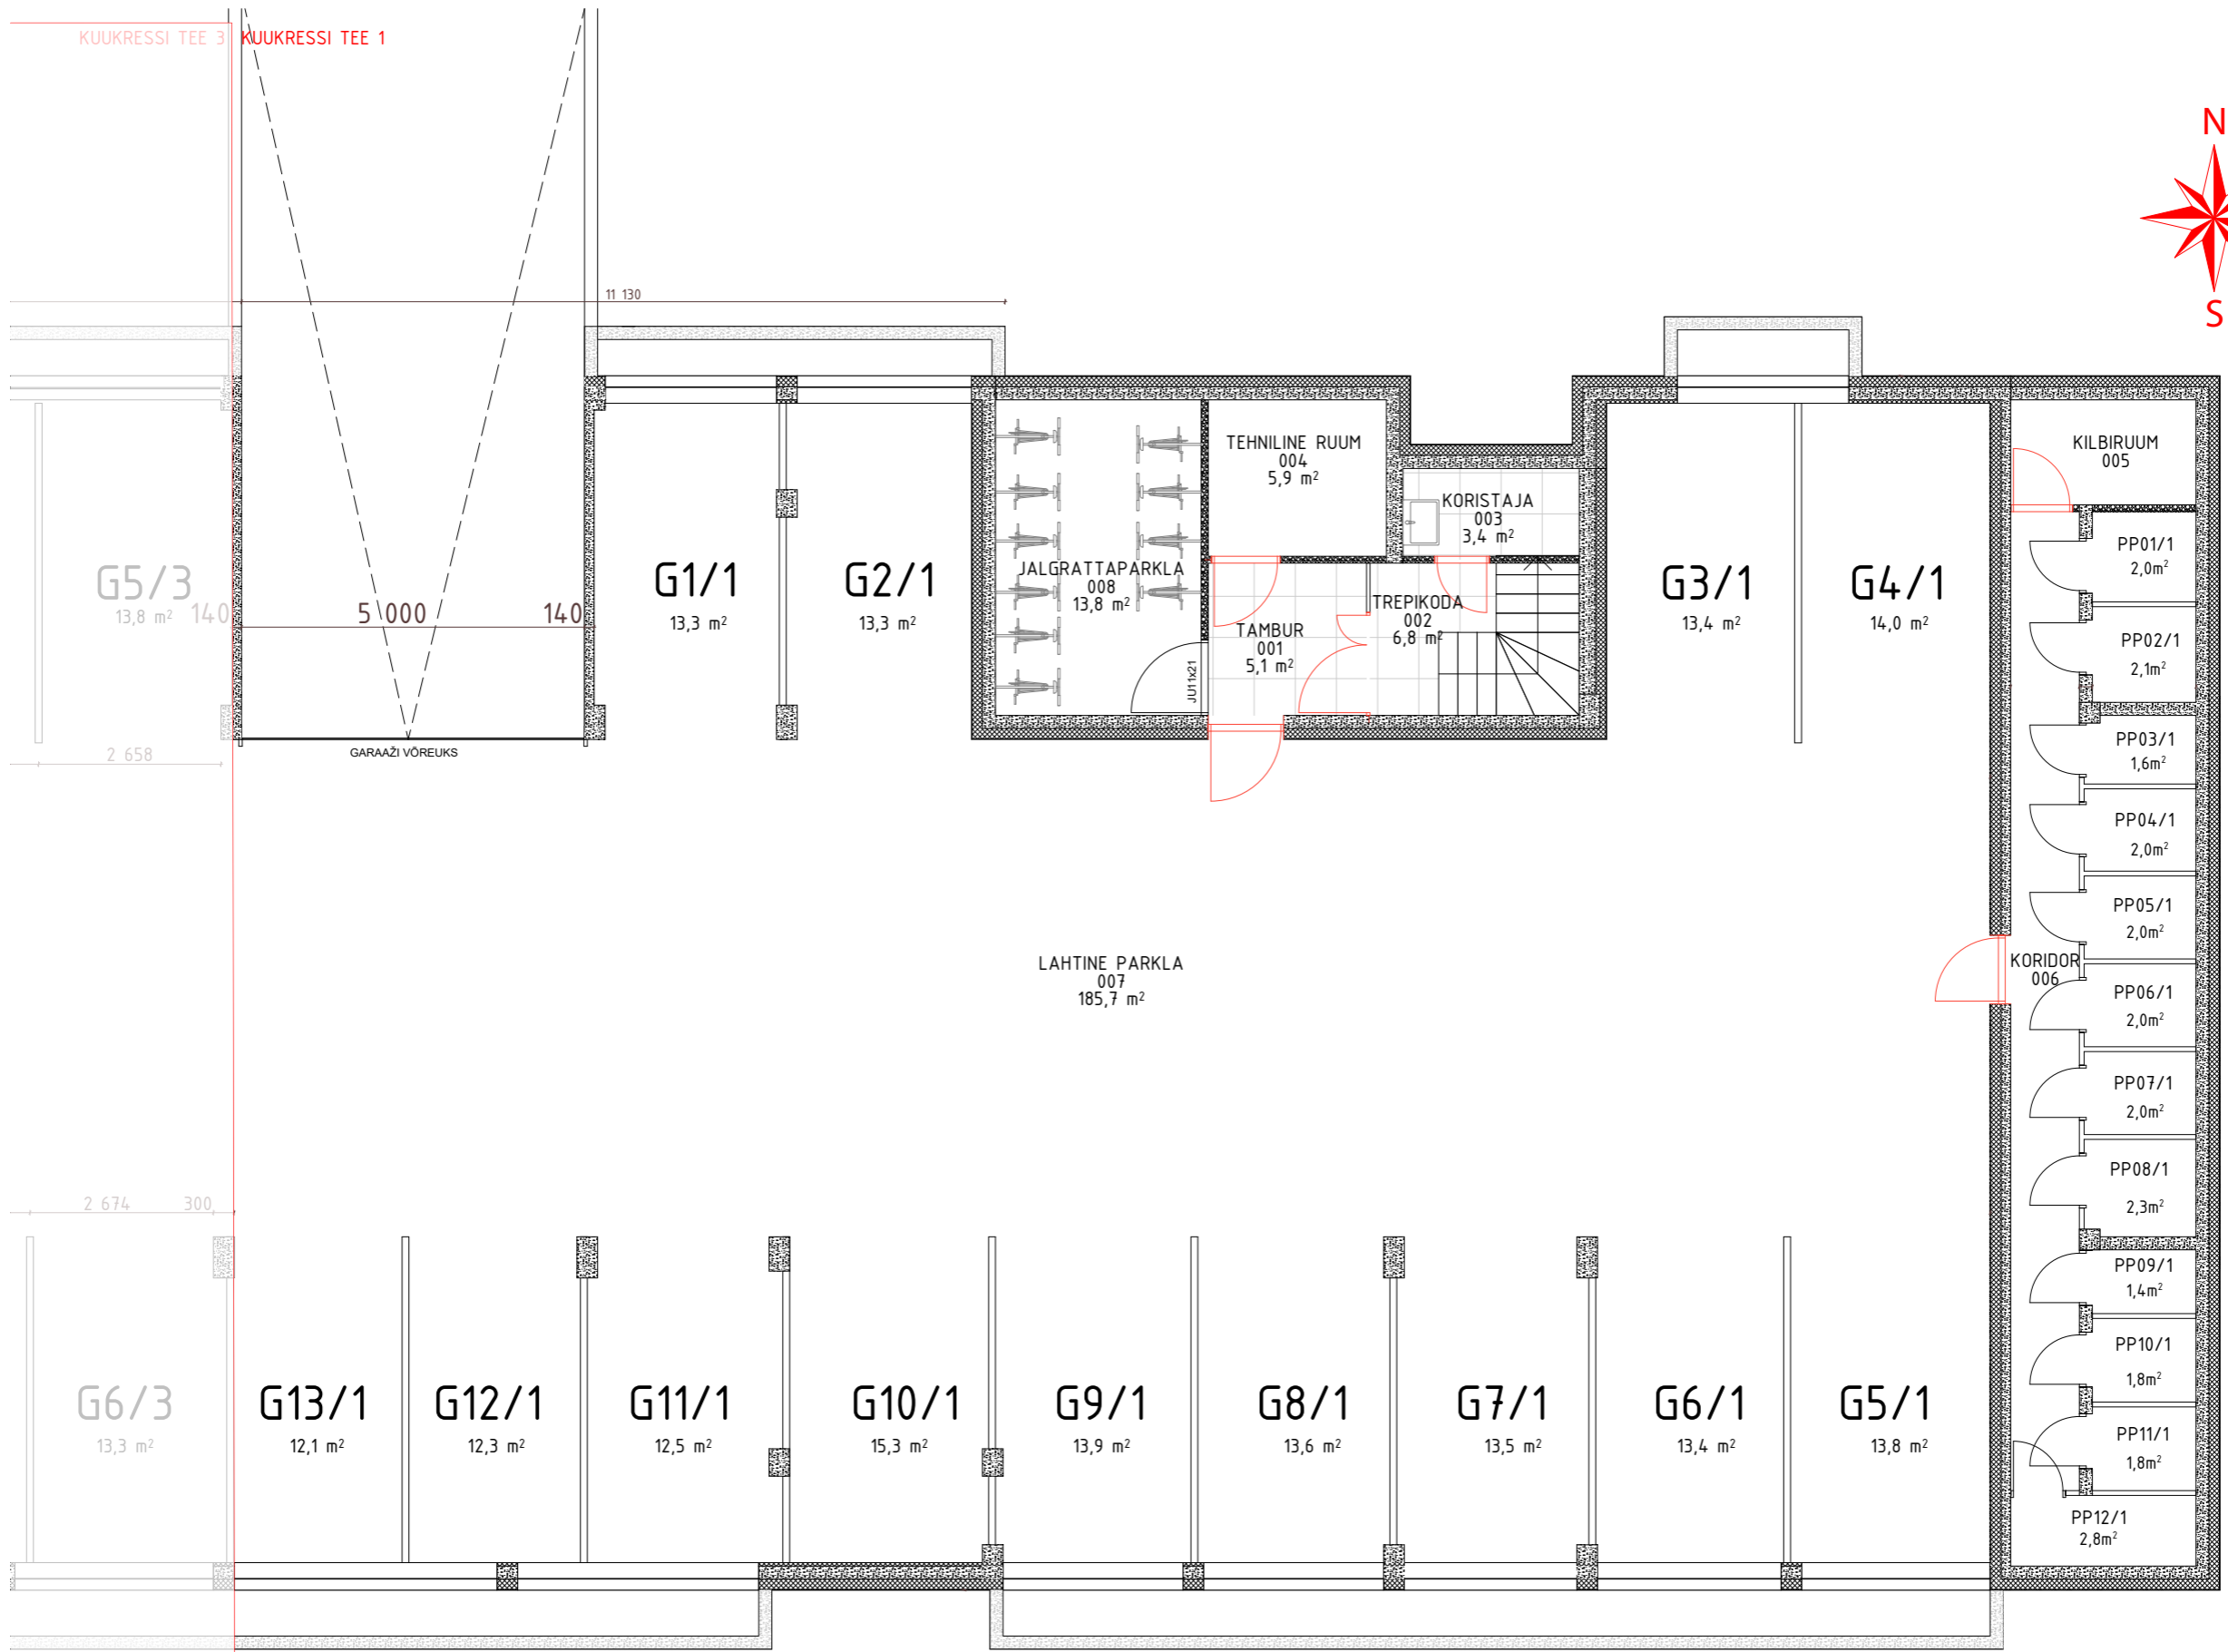 KUUKRESSI TEE 3
KUUKRESSI TEE 1
N
S
11 130
G5/3
13,8 m²
140
5 000
140
2 658
GARAAŽI VÕREUKS
G1/1
13,3 m²
G2/1
13,3 m²
JALGRATTAPARKLA
008
13,8 m²
JU11x21
TEHNILINE RUUM
004
5,9 m²
KORISTAJA
003
3,4 m²
TAMBUR
001
5,1 m²
TREPIKODA
002
6,8 m²
G3/1
13,4 m²
G4/1
14,0 m²
KILBIRUUM
005
PP01/1
2,0m²
PP02/1
2,1m²
PP03/1
1,6m²
PP04/1
2,0m²
PP05/1
2,0m²
KORIDOR
006
PP06/1
2,0m²
PP07/1
2,0m²
PP08/1
2,3m²
PP09/1
1,4m²
PP10/1
1,8m²
PP11/1
1,8m²
PP12/1
2,8m²
LAHTINE PARKLA
007
185,7 m²
2 674
300
G6/3
13,3 m²
G13/1
12,1 m²
G12/1
12,3 m²
G11/1
12,5 m²
G10/1
15,3 m²
G9/1
13,9 m²
G8/1
13,6 m²
G7/1
13,5 m²
G6/1
13,4 m²
G5/1
13,8 m²